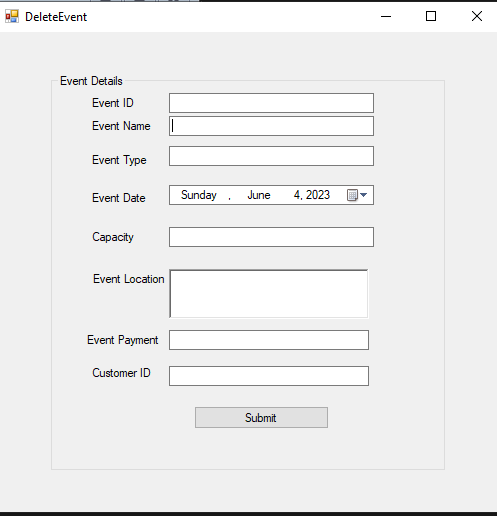 DeleteEvent
Event Details
Event ID
Event Name
Event Type
Event Date Sunday , June 4, 2023
Capacity
Event Location
Event Payment
Customer ID
Submit